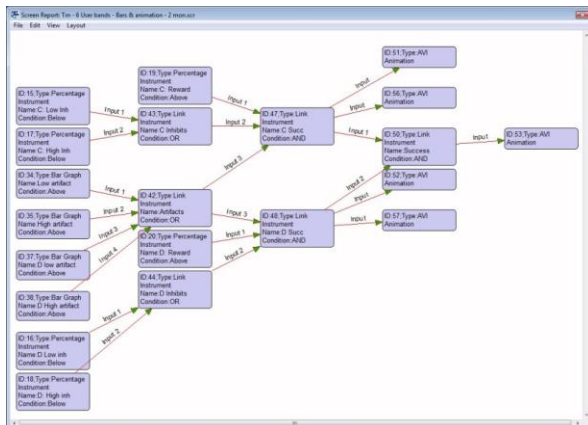 Screen Report: Tm - 6 User bands - Bars & animation - 2 mon.scr
File Edit View Layout
ID:15,Type:Percentage
Instrument
Name:C: Low Inh
Condition:Below
ID:17,Type:Percentage
Instrument
Name:C: High Inh
Condition:Below
ID:34,Type:Bar Graph
Name:Low artifact
Condition:Above
ID:35,Type:Bar Graph
Name:High artifact
Condition:Above
ID:37,Type:Bar Graph
Name:D low artifact
Condition:Above
ID:38,Type:Bar Graph
Name:D High artifact
Condition:Above
ID:16,Type:Percentage
Instrument
Name:D Low inh
Condition:Below
ID:18,Type:Percentage
Instrument
Name:D: High inh
Condition:Below
Input 1
Input 2
Input 1
Input 2
Input 3
Input 4
Input 1
Input 2
ID:19,Type:Percentage
Instrument
Name:C: Reward
Condition:Above
ID:43,Type:Link
Instrument
Name:C Inhibits
Condition:OR
ID:42,Type:Link
Instrument
Name:Artifacts
Condition:OR
ID:20,Type:Percentage
Instrument
Name:D: Reward
Condition:Above
ID:44,Type:Link
Instrument
Name:D Inhibits
Condition:OR
Input 1
Input 2
Input 3
Input 3
Input 1
Input 2
ID:47,Type:Link
Instrument
Name:C Succ
Condition:AND
ID:48,Type:Link
Instrument
Name:D Succ
Condition:AND
Input
Input
Input 1
Input 2
Input
Input
ID:51,Type:AVI
Animation
ID:56,Type:AVI
Animation
ID:50,Type:Link
Instrument
Name:Success
Condition:AND
ID:52,Type:AVI
Animation
ID:57,Type:AVI
Animation
Input
ID:53,Type:AVI
Animation